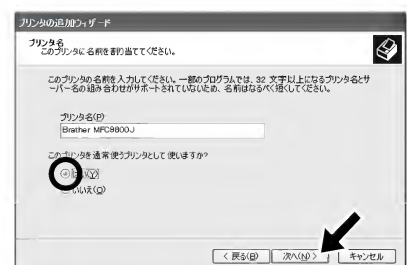 プリンタの追加ウィザード
プリンタ名
このプリンタに名前を割り当ててください。
このプリンタの名前を入力してください。一部のプログラムでは、32 文字以上になるプリンタ名とサ
ーバー名の組み合わせがサポートされていないため、名前はなるべく短くしてください。
プリンタ名(P):
Brather MFC9800J
このプリンタを通常使うプリンタとして使いますか?
はい(Y)
いいえ(O)
< 戻る(B)
次へ(N) >
キャンセル